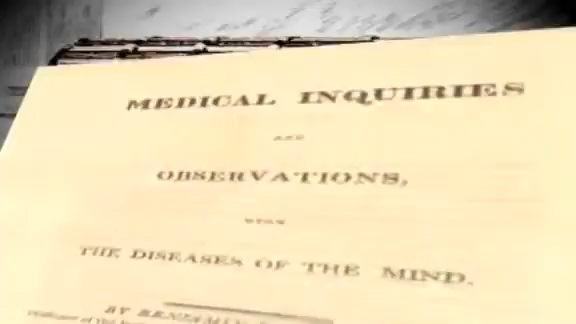 MEDICAL INQUIRIES
AND
OBSERVATIONS,
UPON
THE DISEASES OF THE MIND.
BY BENJAMIN